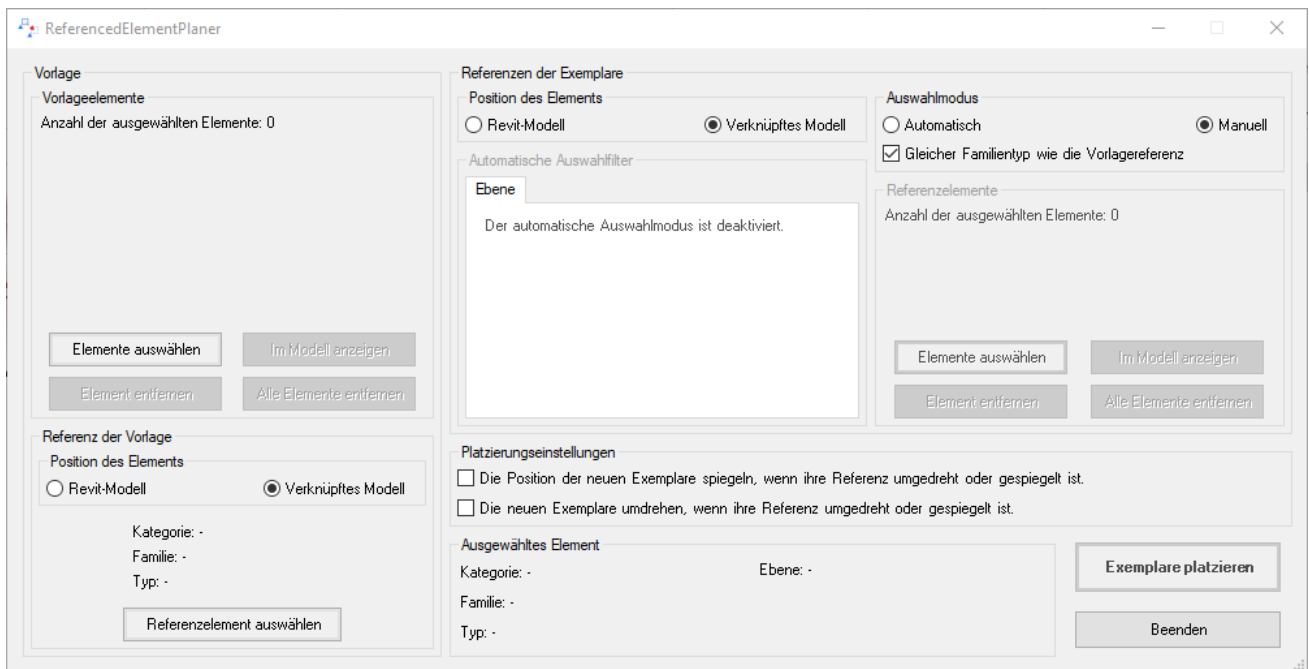 ReferencedElementPlaner
Vorlage
Vorlageelemente
Anzahl der ausgewählten Elemente: 0
Elemente auswählen
Im Modell anzeigen
Element entfernen
Alle Elemente entfernen
Referenz der Vorlage
Position des Elements
Revit-Modell
Verknüpftes Modell
Kategorie: -
Familie: -
Typ: -
Referenzelement auswählen
Referenzen der Exemplare
Position des Elements
Revit-Modell
Verknüpftes Modell
Automatische Auswahlfilter
Ebene
Der automatische Auswahlmodus ist deaktiviert.
Auswahlmodus
Automatisch
Manuell
Gleicher Familientyp wie die Vorlagereferenz
Referenzelemente
Anzahl der ausgewählten Elemente: 0
Elemente auswählen
Im Modell anzeigen
Element entfernen
Alle Elemente entfernen
Platzierungseinstellungen
Die Position der neuen Exemplare spiegeln, wenn ihre Referenz umgedreht oder gespiegelt ist.
Die neuen Exemplare umdrehen, wenn ihre Referenz umgedreht oder gespiegelt ist.
Ausgewähltes Element
Kategorie: -
Ebene: -
Familie: -
Typ: -
Exemplare platzieren
Beenden